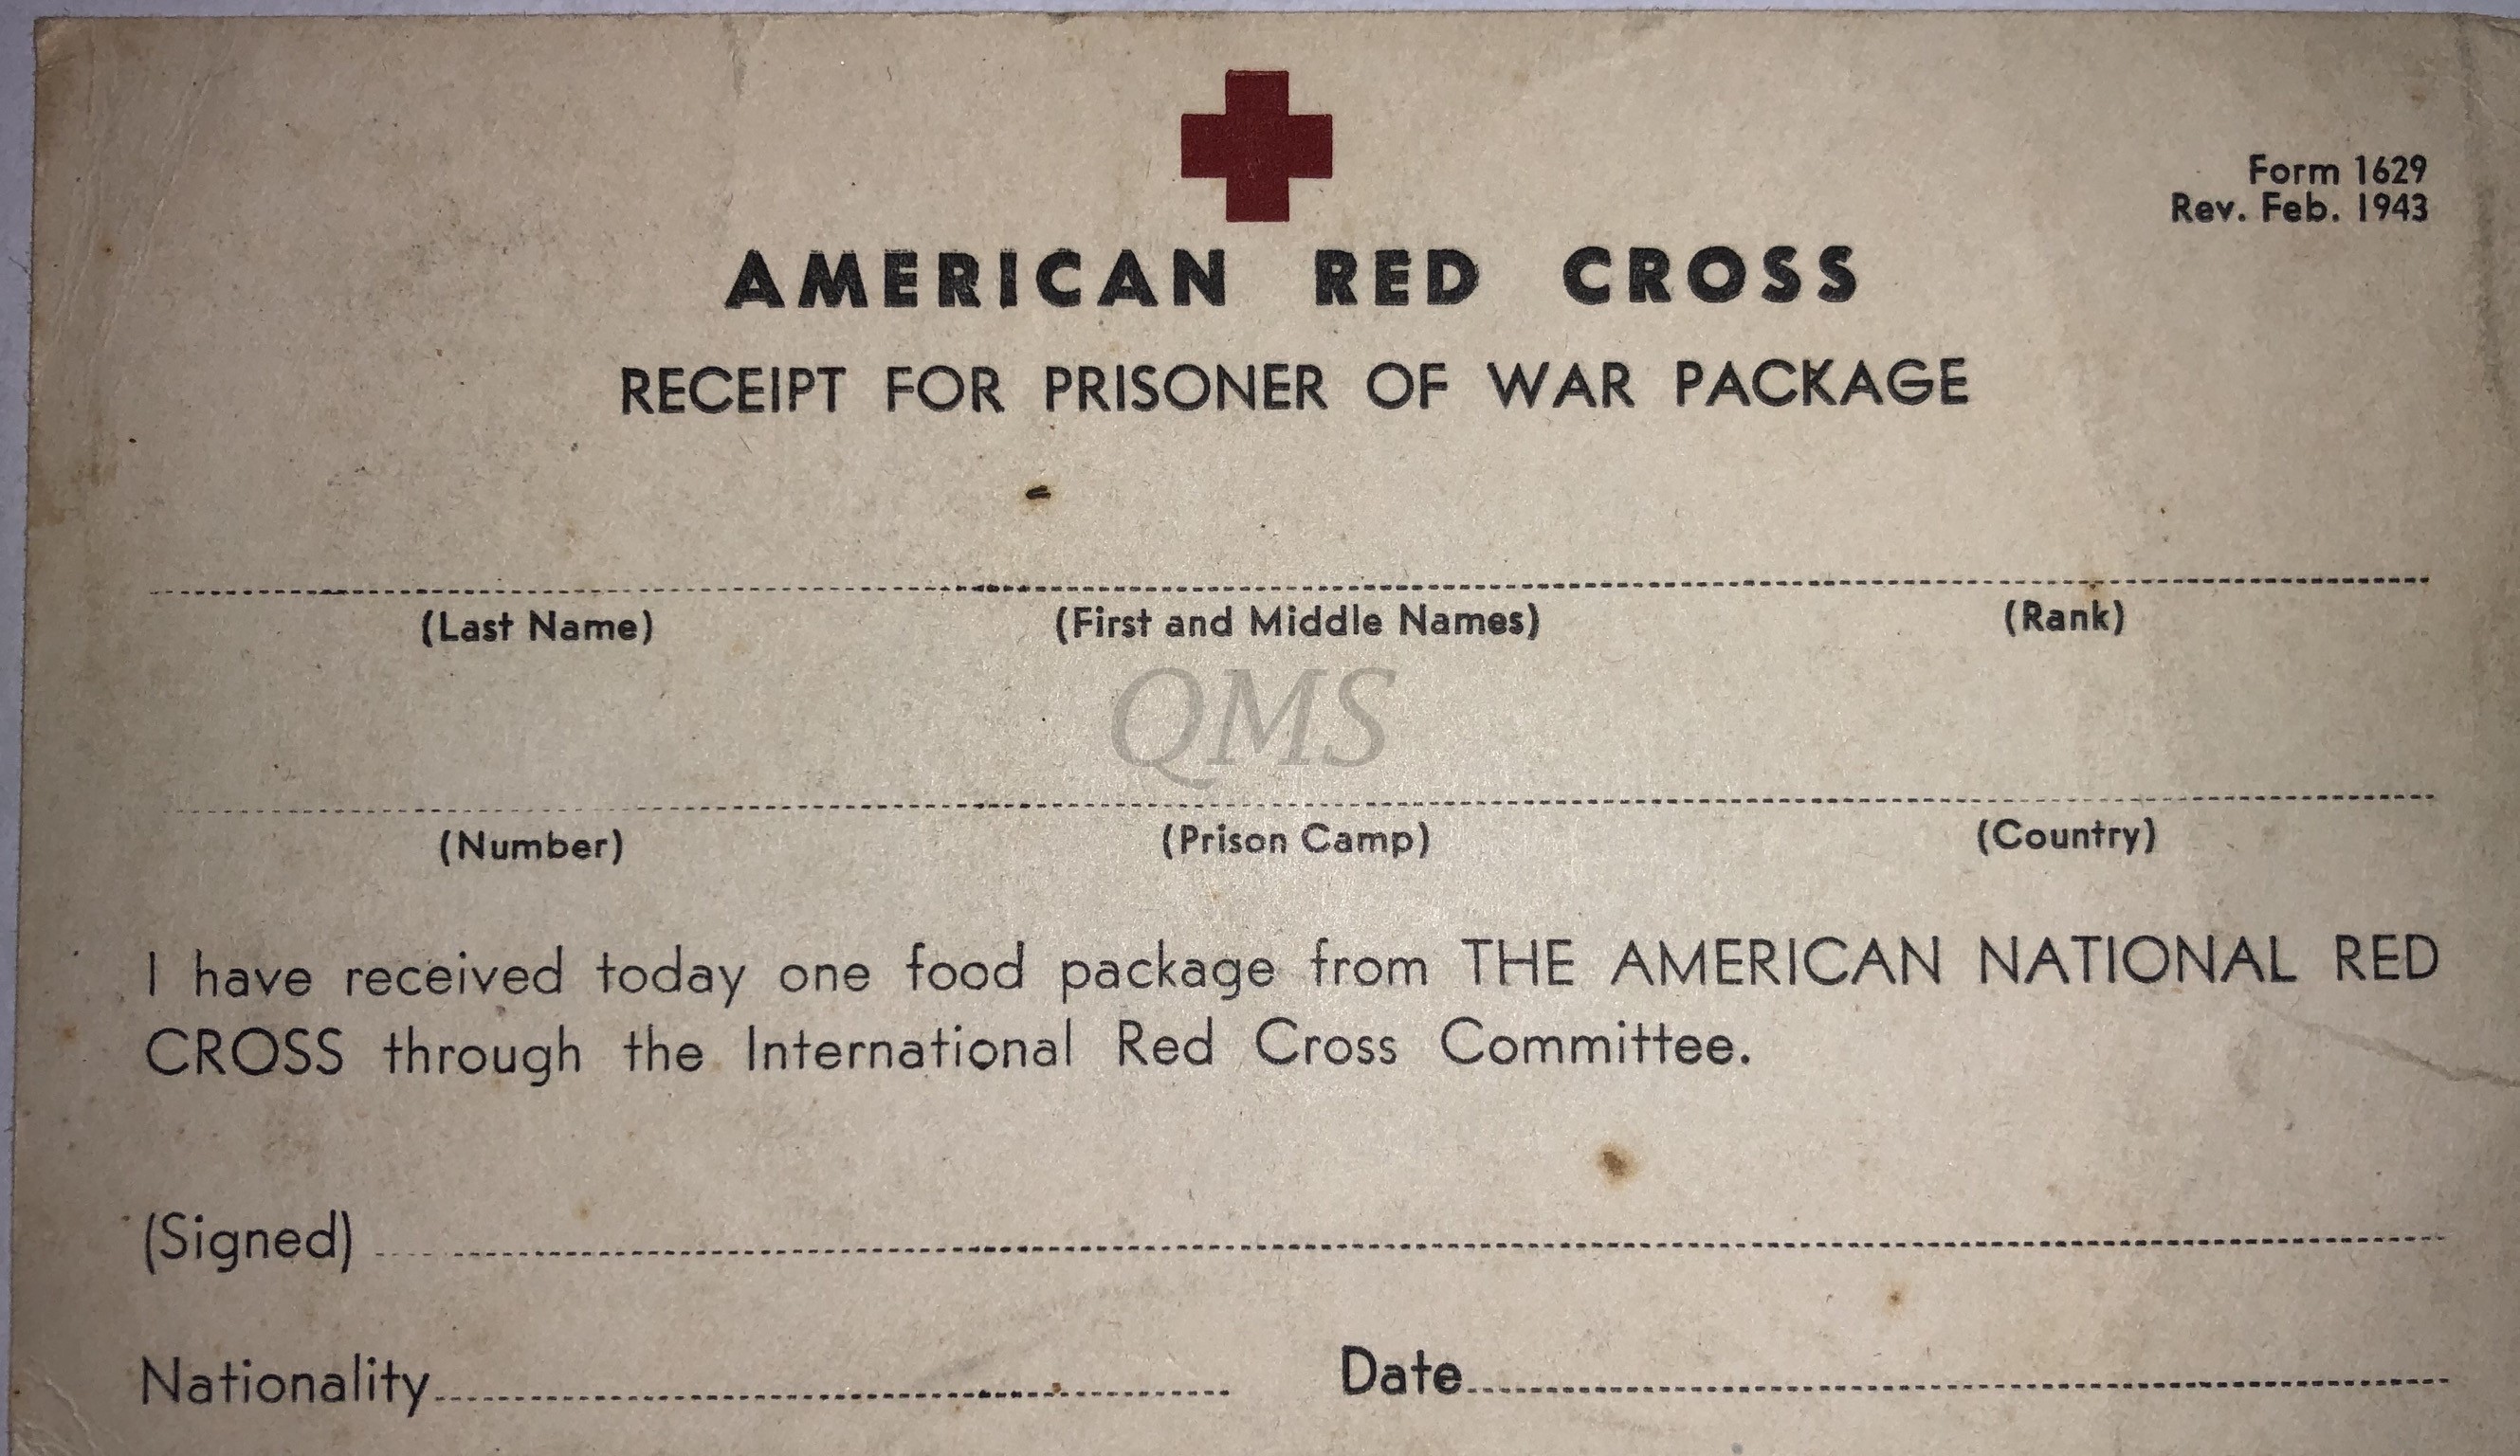 Form 1629
Rev. Feb. 1943
AMERICAN RED CROSS
RECEIPT FOR PRISONER OF WAR PACKAGE
(Last Name) (First and Middle Names) (Rank)
QMS
(Number) (Prison Camp) (Country)
I have received today one food package from THE AMERICAN NATIONAL RED
CROSS through the International Red Cross Committee.
(Signed)
Nationality Date